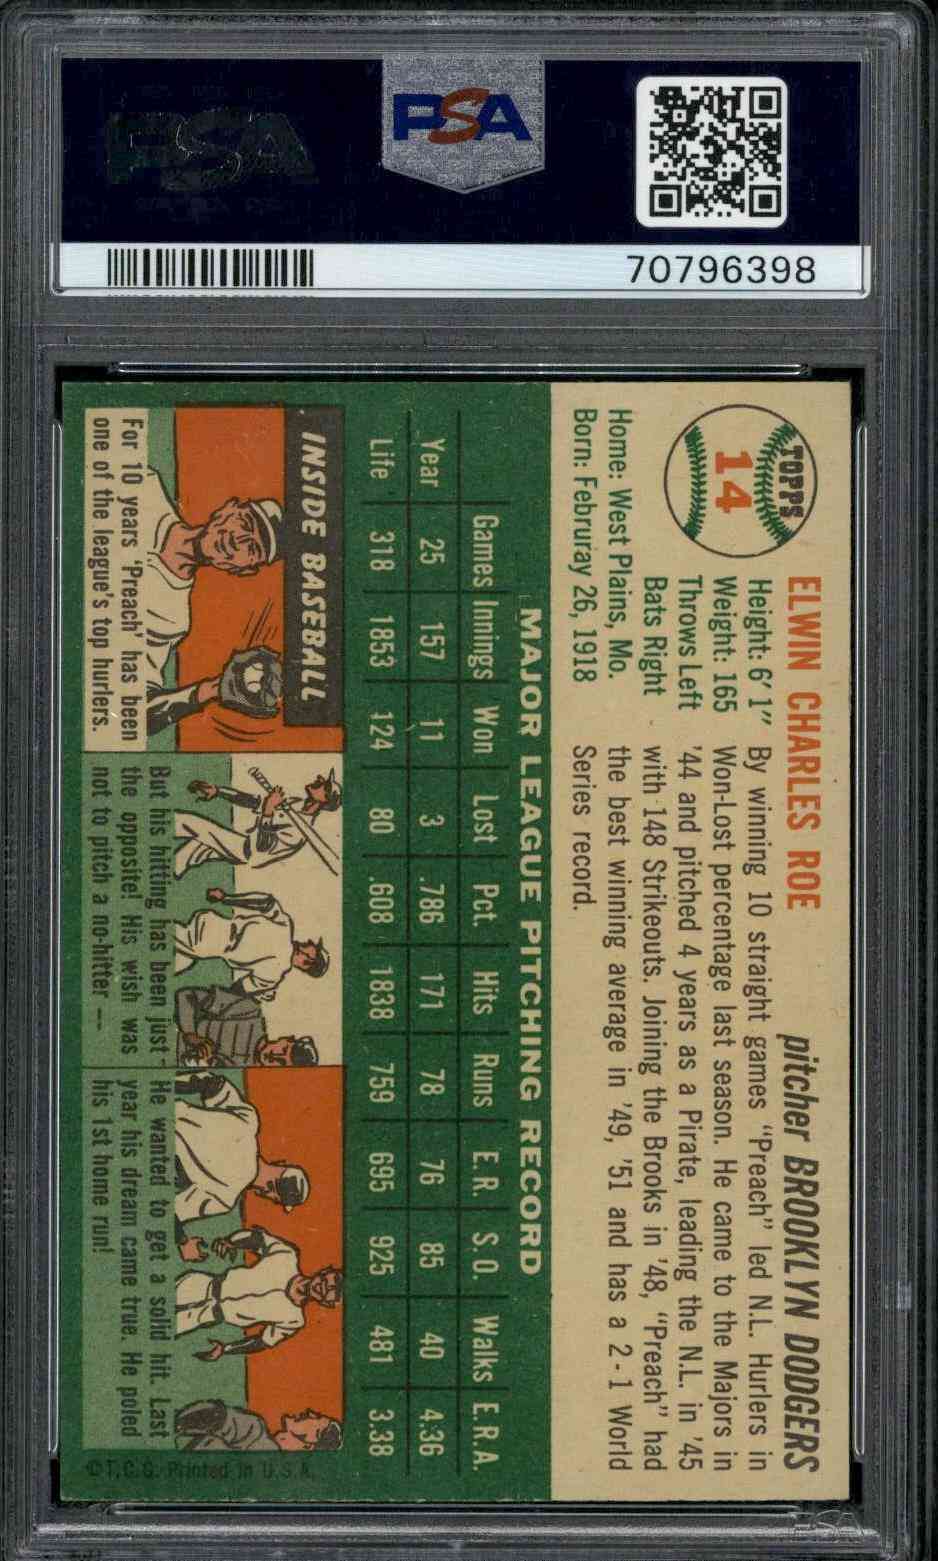 PSA
70796398
TOPPS
14
ELWIN CHARLES ROE
pitcher BROOKLYN DODGERS
Height: 6' 1"
Weight: 165
Throws Left
Bats Right
Home: West Plains, Mo.
Born: Februray 26, 1918
By winning 10 straight games "Preach" led N.L. Hurlers in
Won-Lost percentage last season. He came to the Majors in
'44 and pitched 4 years as a Pirate, leading the N.L. in '45
with 148 Strikeouts. Joining the Brooks in '48, "Preach" had
the best winning average in '49, '51 and has a 2-1 World
Series record.
MAJOR LEAGUE PITCHING RECORD
Games Innings Won Lost Pct. Hits Runs E.R. S.O. Walks E.R.A.
Year 25 157 11 3 .786 171 78 76 85 40 4.36
Life 318 1853 124 80 .608 1838 759 695 925 481 3.38
INSIDE BASEBALL
For 10 years 'Preach' has been
one of the league's top hurlers.
But his hitting has been just
the opposite! His wish was
not to pitch a no-hitter —
He wanted to get a solid hit. Last
year his dream came true. He poled
his 1st home run!
©T.C.G. Printed in U.S.A.
PSA